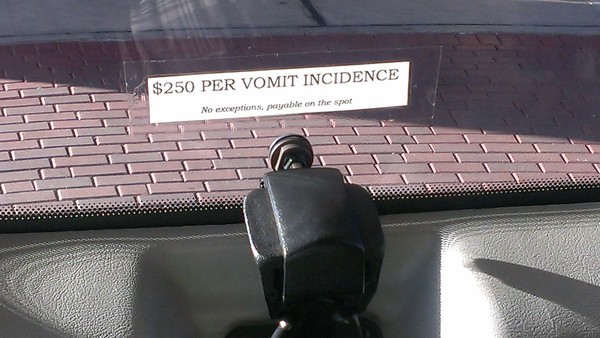 $250 PER VOMIT INCIDENCE
No exceptions, payable on the spot